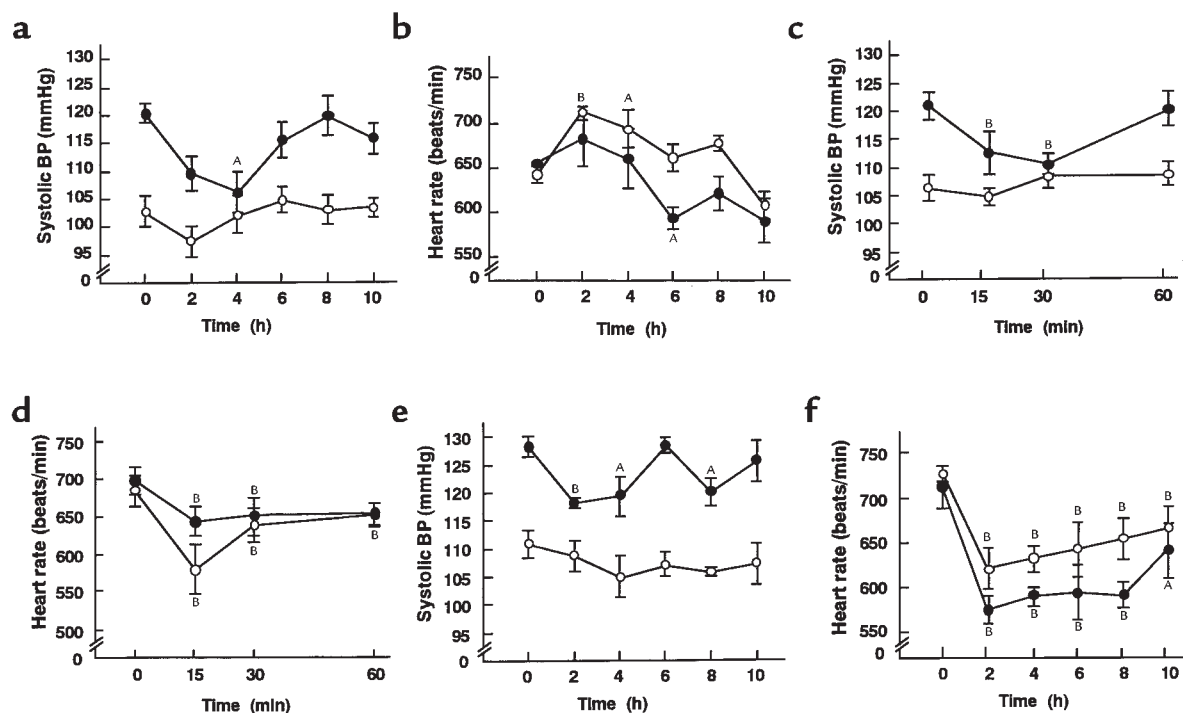 a
Systolic BP (mmHg)
130
125
120
115
110
105
100
95
0
A
0 2 4 6 8 10
Time (h)
b
Heart rate (beats/min)
750
700
650
600
550
0
B
A
A
0 2 4 6 8 10
Time (h)
c
Systolic BP (mmHg)
130
125
120
115
110
105
100
95
0
B
B
0 15 30 60
Time (min)
d
Heart rate (beats/min)
750
700
650
600
550
500
0
B
B
B
B
B
0 15 30 60
Time (min)
e
Systolic BP (mmHg)
130
125
120
115
110
105
100
95
0
B
A
A
0 2 4 6 8 10
Time (h)
f
Heart rate (beats/min)
750
700
650
600
550
0
B B B B B
B B B B A
0 2 4 6 8 10
Time (h)